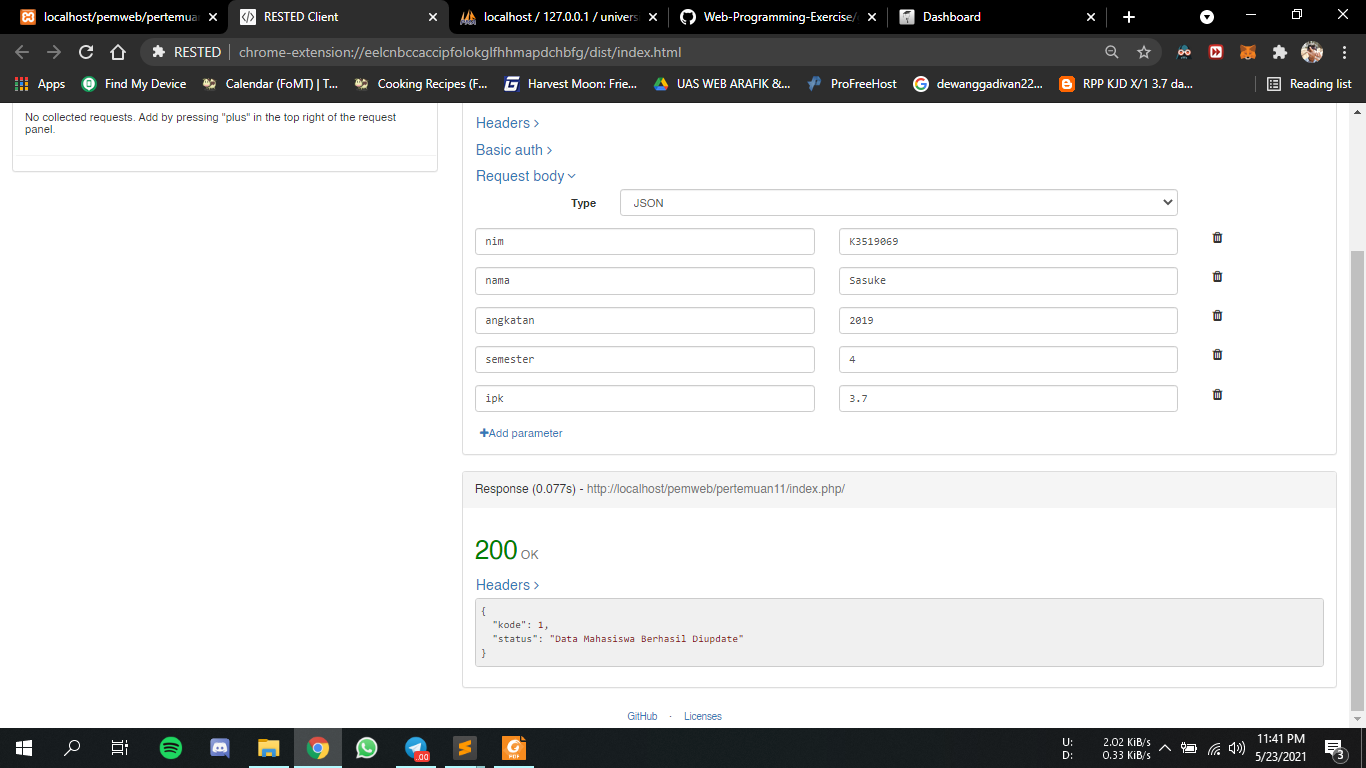 localhost/pemweb/pertemua
RESTED Client
localhost / 127.0.0.1 / univers
Web-Programming-Exercise/
Dashboard
RESTED
chrome-extension://eelcnbccaccipfolokglfhhmapdchbfg/dist/index.html
Apps
Find My Device
Calendar (FoMT) | T...
Cooking Recipes (F...
Harvest Moon: Frie...
UAS WEB ARAFIK &...
ProFreeHost
dewanggadivan22...
RPP KJD X/1 3.7 da...
Reading list
No collected requests. Add by pressing "plus" in the top right of the request
panel.
Headers
Basic auth
Request body
Type
JSON
nim
K3519069
nama
Sasuke
angkatan
2019
semester
4
ipk
3.7
Add parameter
Response (0.077s) - http://localhost/pemweb/pertemuan11/index.php/
200 OK
Headers
{
"kode": 1,
"status": "Data Mahasiswa Berhasil Diupdate"
}
GitHub · Licenses
U: 2.02 KiB/s
D: 0.33 KiB/s
11:41 PM
5/23/2021
3